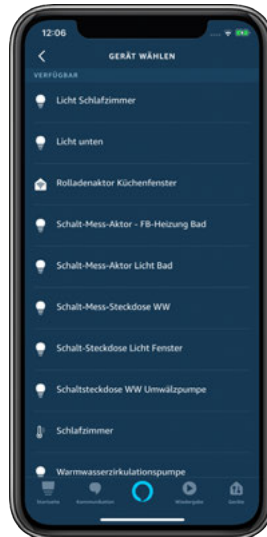 12:06
GERÄT WÄHLEN
VERFÜGBAR
Licht Schlafzimmer
Licht unten
Rolladenaktor Küchenfenster
Schalt-Mess-Aktor - FB-Heizung Bad
Schalt-Mess-Aktor Licht Bad
Schalt-Mess-Steckdose WW
Schalt-Steckdose Licht Fenster
Schaltsteckdose WW Umwälzpumpe
Schlafzimmer
Warmwasserzirkulationspumpe
Startseite Kommunikation Wiedergabe Geräte